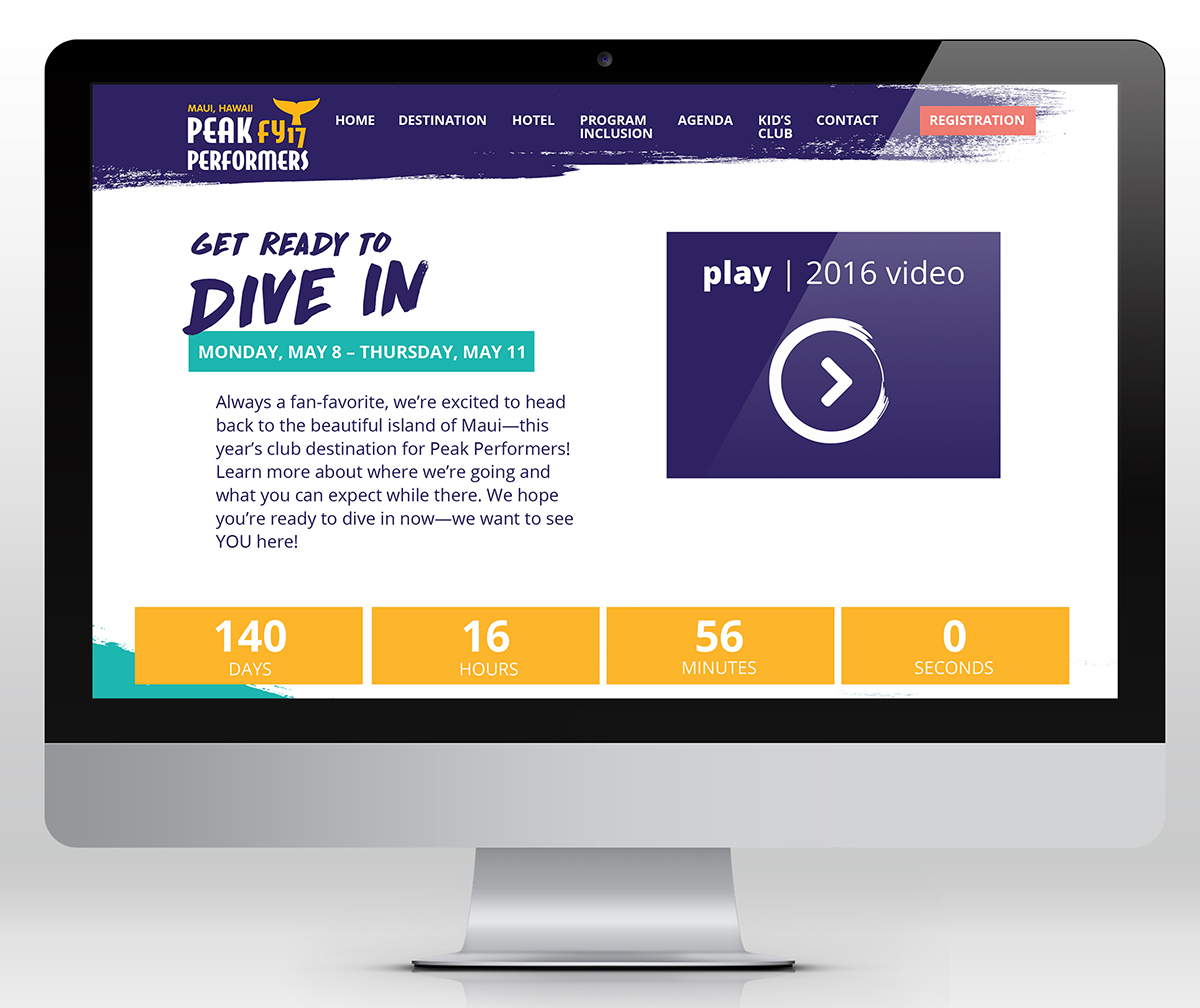 MAUI, HAWAII
PEAK FY17
PERFORMERS
HOME
DESTINATION
HOTEL
PROGRAM
INCLUSION
AGENDA
KID'S
CLUB
CONTACT
REGISTRATION
GET READY TO
DIVE IN
MONDAY, MAY 8 – THURSDAY, MAY 11
Always a fan-favorite, we're excited to head
back to the beautiful island of Maui—this
year's club destination for Peak Performers!
Learn more about where we're going and
what you can expect while there. We hope
you're ready to dive in now—we want to see
YOU here!
play | 2016 video
140
DAYS
16
HOURS
56
MINUTES
0
SECONDS